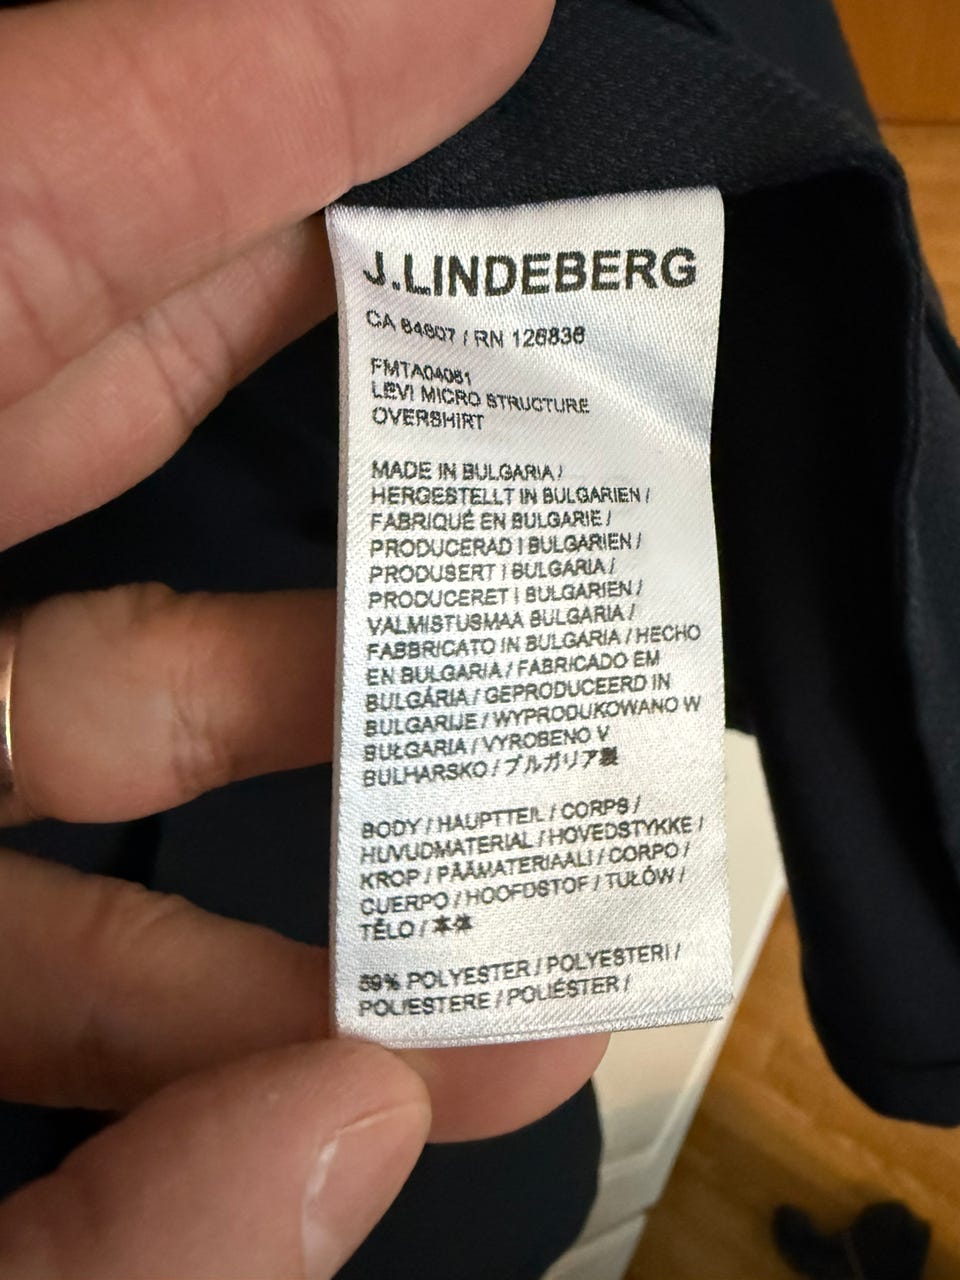 J.LINDEBERG
CA 64607 / RN 126836
FMTA04061
LEVI MICRO STRUCTURE
OVERSHIRT
MADE IN BULGARIA /
HERGESTELLT IN BULGARIEN /
FABRIQUÉ EN BULGARIE /
PRODUCERAD I BULGARIEN /
PRODUSERT I BULGARIA /
PRODUCERET I BULGARIEN /
VALMISTUSMAA BULGARIA /
FABBRICATO IN BULGARIA / HECHO
EN BULGARIA / FABRICADO EM
BULGÁRIA / GEPRODUCEERD IN
BULGARIJE / WYPRODUKOWANO W
BUŁGARIA / VYROBENO V
BULHARSKO / ブルガリア製
BODY / HAUPTTEIL / CORPS /
HUVUDMATERIAL / HOVEDSTYKKE /
KROP / PÄÄMATERIAALI / CORPO /
CUERPO / HOOFDSTOF / TUŁÓW /
TĚLO / 本体
59% POLYESTER / POLYESTERI /
POLIESTERE / POLIÉSTER /